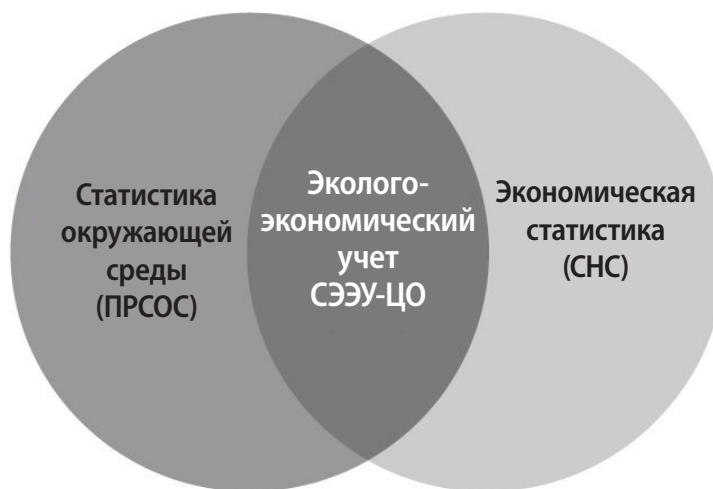 Статистика
окружающей
среды
(ПРСОС)
Эколого-
экономический
учет
СЭЭУ-ЦО
Экономическая
статистика
(СНС)